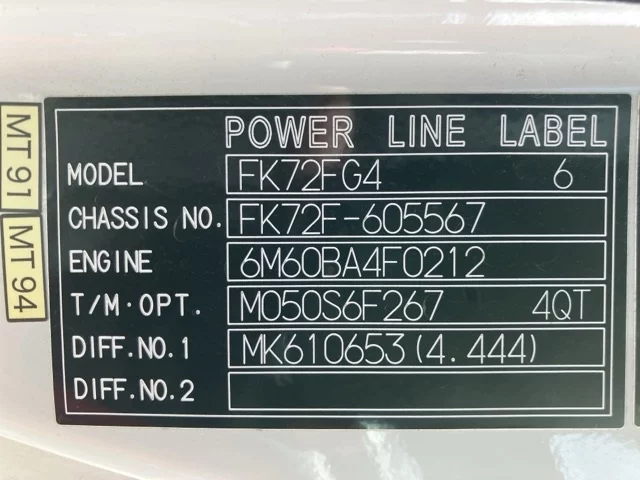 POWER LINE LABEL
MODEL FK72FG4 6
CHASSIS NO. FK72F-605567
ENGINE 6M60BA4F0212
T/M·OPT. M050S6F267 4QT
DIFF.NO.1 MK610653(4.444)
DIFF.NO.2
MT 91
MT 94